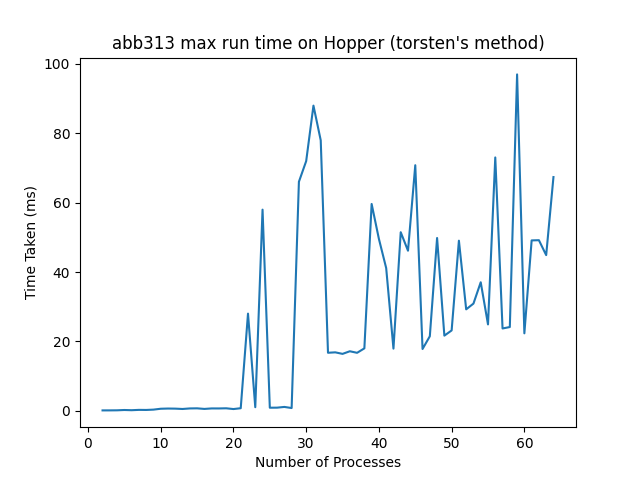 abb313 max run time on Hopper (torsten's method)
100
80
60
40
20
0
Time Taken (ms)
0 10 20 30 40 50 60
Number of Processes